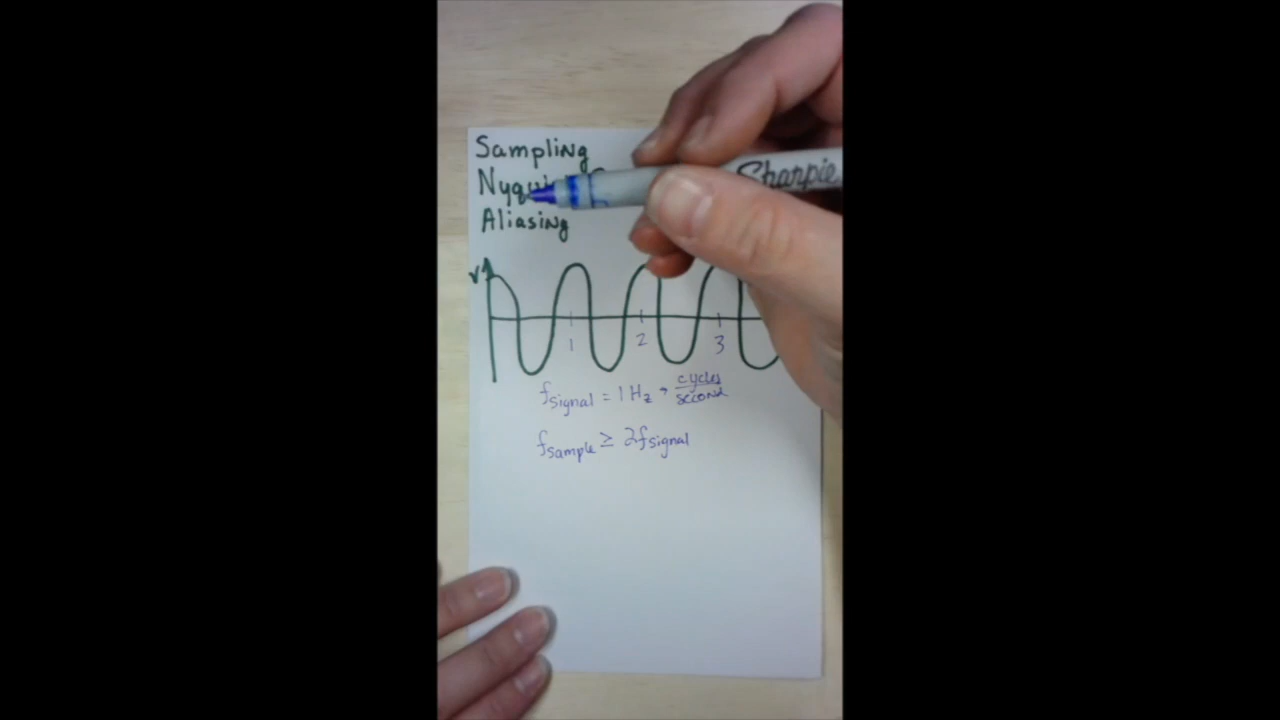 Sampling
Sharpie
Aliasing
V
1 2 3
fsignal = 1 Hz → cycles
second
fsample ≥ 2fsignal